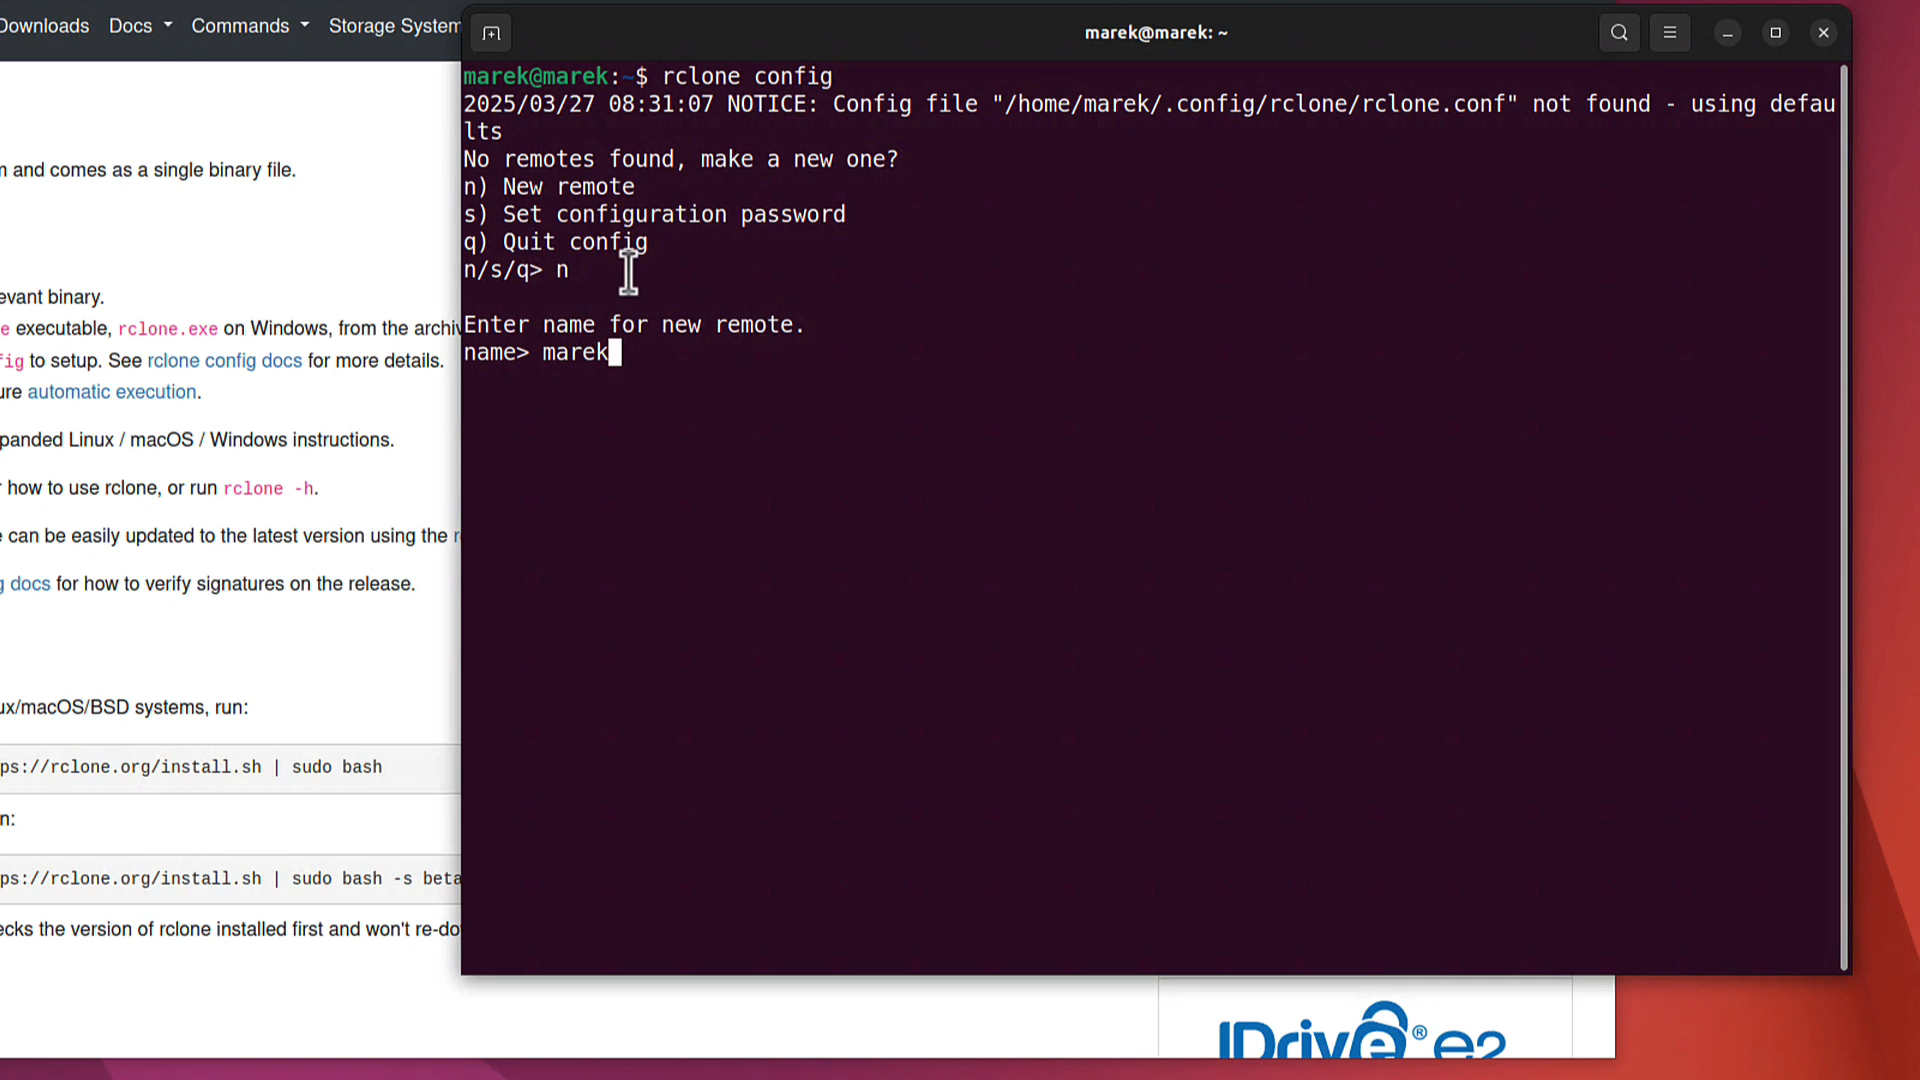 Downloads Docs Commands Storage System
m and comes as a single binary file.
evant binary.
e executable, rclone.exe on Windows, from the archiv
fig to setup. See rclone config docs for more details.
ure automatic execution.
panded Linux / macOS / Windows instructions.
r how to use rclone, or run rclone -h.
e can be easily updated to the latest version using the r
g docs for how to verify signatures on the release.
ux/macOS/BSD systems, run:
ps://rclone.org/install.sh | sudo bash
n:
ps://rclone.org/install.sh | sudo bash -s beta
ecks the version of rclone installed first and won't re-do
marek@marek: ~
marek@marek:~$ rclone config
2025/03/27 08:31:07 NOTICE: Config file "/home/marek/.config/rclone/rclone.conf" not found - using defau
lts
No remotes found, make a new one?
n) New remote
s) Set configuration password
q) Quit config
n/s/q> n
Enter name for new remote.
name> marek
IDrive® e2